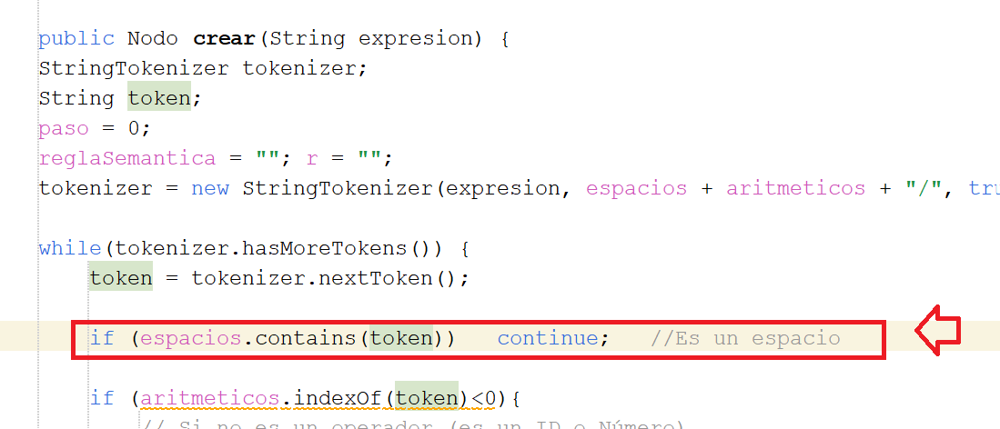 public Nodo crear(String expresion) {
StringTokenizer tokenizer;
String token;
paso = 0;
reglaSemantica = ""; r = "";
tokenizer = new StringTokenizer(expresion, espacios + aritmeticos + "/", tru
while(tokenizer.hasMoreTokens()) {
token = tokenizer.nextToken();
if (espacios.contains(token)) continue; //Es un espacio
if (aritmeticos.indexOf(token)<0){
// Si no es un operador (es un ID o Número)